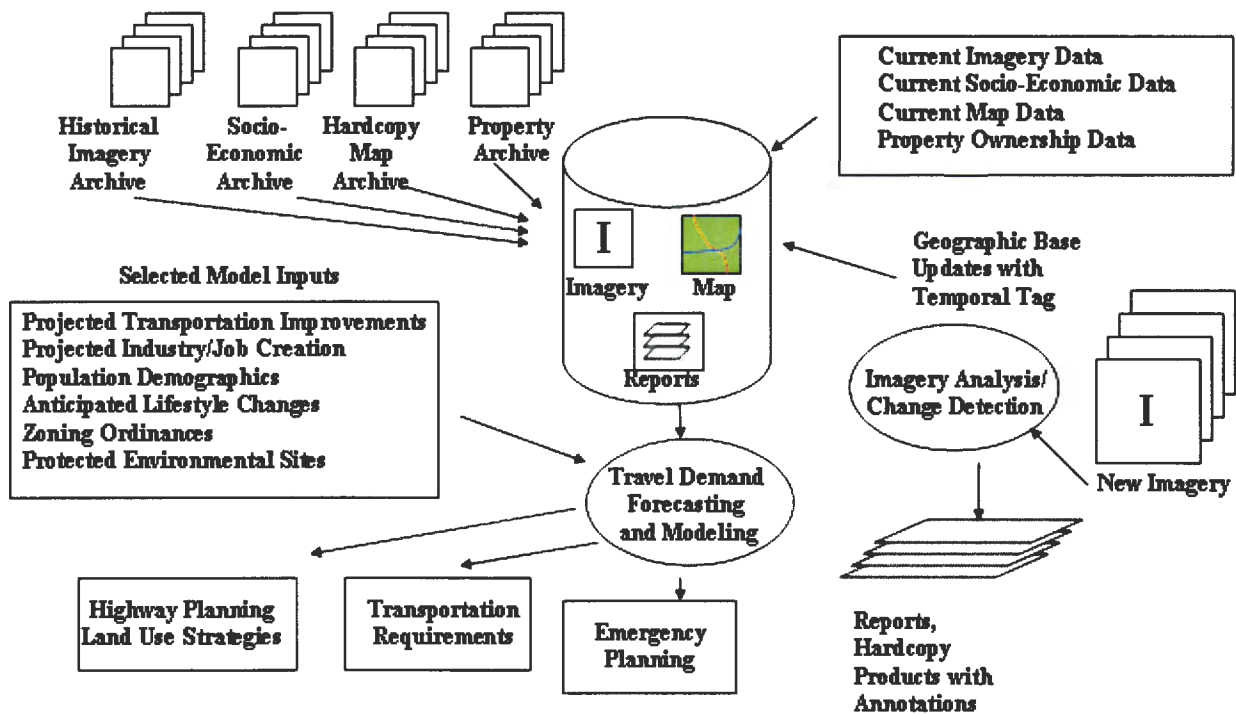 Historical
Imagery
Archive
Socio-
Economic
Archive
Hardcopy
Map
Archive
Property
Archive
Current Imagery Data
Current Socio-Economic Data
Current Map Data
Property Ownership Data
I
Imagery
Map
Reports
Geographic Base
Updates with
Temporal Tag
Selected Model Inputs
Projected Transportation Improvements
Projected Industry/Job Creation
Population Demographics
Anticipated Lifestyle Changes
Zoning Ordinances
Protected Environmental Sites
Imagery Analysis/
Change Detection
I
New Imagery
Travel Demand
Forecasting
and Modeling
Highway Planning
Land Use Strategies
Transportation
Requirements
Emergency
Planning
Reports,
Hardcopy
Products with
Annotations